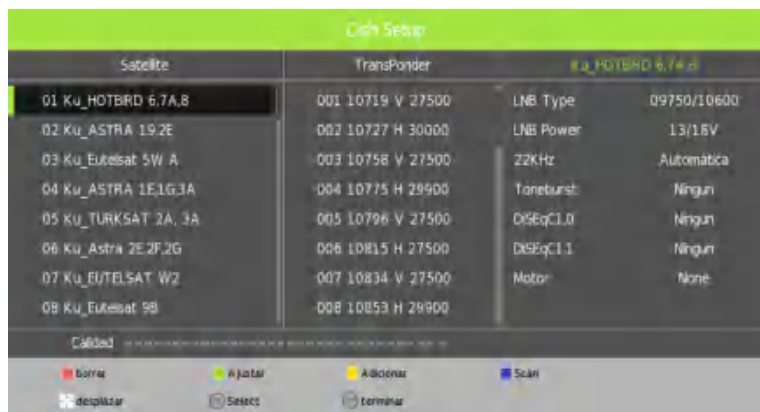 Dish Setup
Satellite TransPonder Ku_HOTBIRD 6,7A,8
01 Ku_HOTBIRD 6,7A,8 001 10719 V 27500 LNB Type 09750/10600
02 Ku_ASTRA 19.2E 002 10727 H 30000 LNB Power 13/18V
03 Ku_Eutelsat 5W A 003 10758 V 27500 22KHz Automática
04 Ku_ASTRA 1E,1G,3A 004 10775 H 29900 Toneburst Ningun
05 Ku_TURKSAT 2A, 3A 005 10796 V 27500 DiSEqC1.0 Ningun
06 Ku_Astra 2E,2F,2G 006 10815 H 27500 DiSEqC1.1 Ningun
07 Ku_EUTELSAT W2 007 10834 V 27500 Motor None
08 Ku_Eutelsat 9B 008 10853 H 29900
Calidad
borrar Ajustar Adicionar Scan
desplazar Select terminar